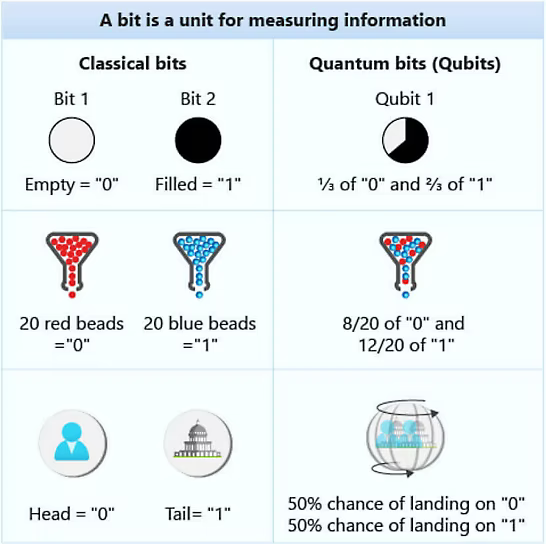 A bit is a unit for measuring information
Classical bits
Quantum bits (Qubits)
Bit 1
Bit 2
Qubit 1
Empty = "0"
Filled = "1"
⅓ of "0" and ⅔ of "1"
20 red beads
="0"
20 blue beads
="1"
8/20 of "0" and
12/20 of "1"
Head = "0"
Tail= "1"
50% chance of landing on "0"
50% chance of landing on "1"